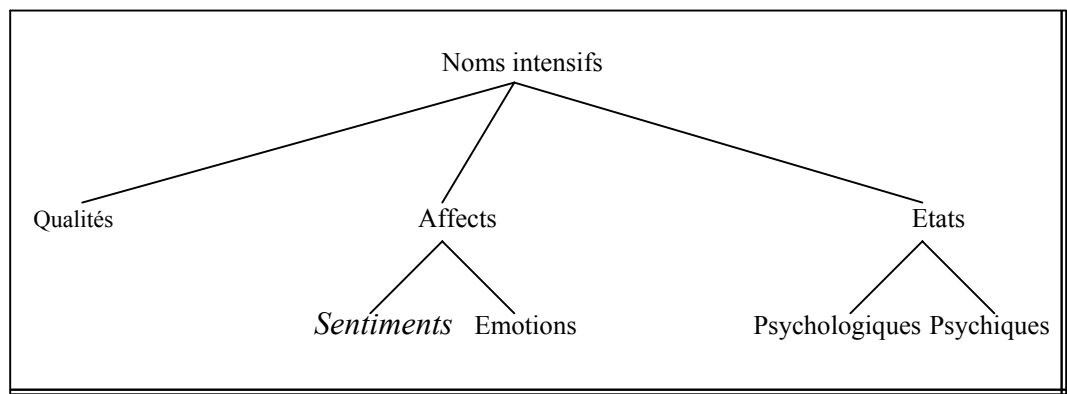 Noms intensifs
Qualités Affects Etats
Sentiments Emotions Psychologiques Psychiques